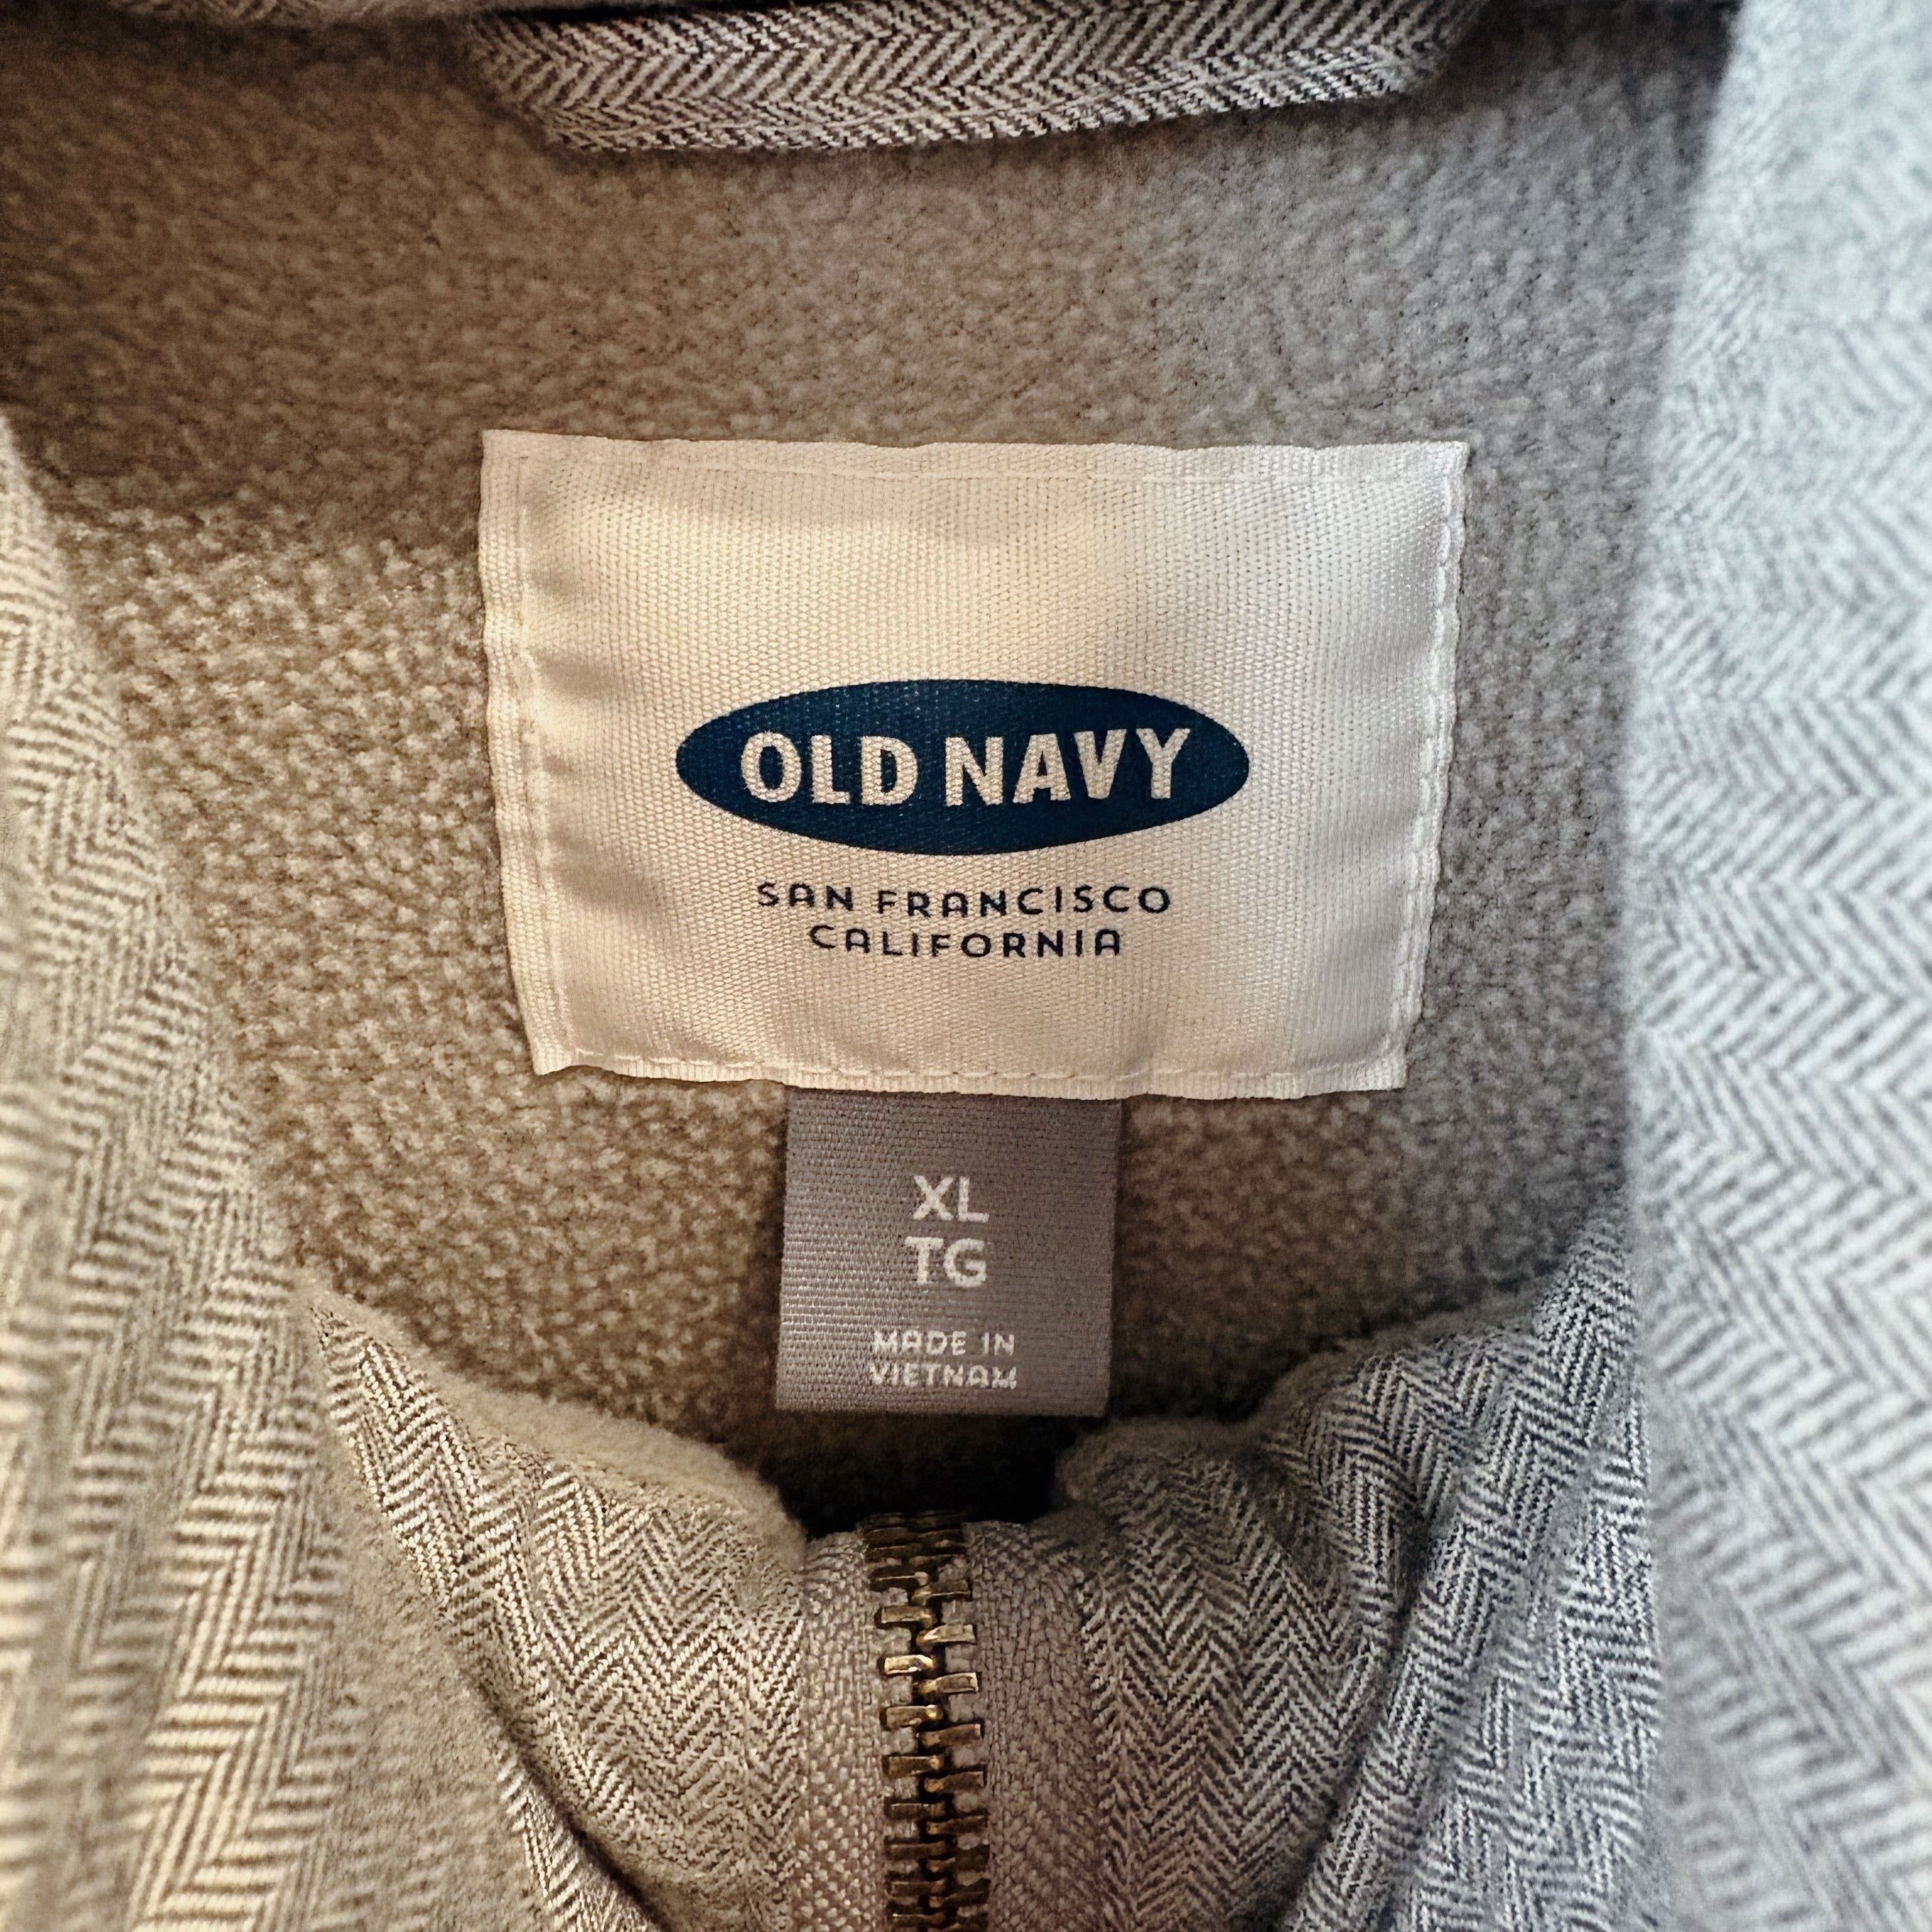 OLD NAVY
SAN FRANCISCO
CALIFORNIA
XL
TG
MADE IN
VIETNAM